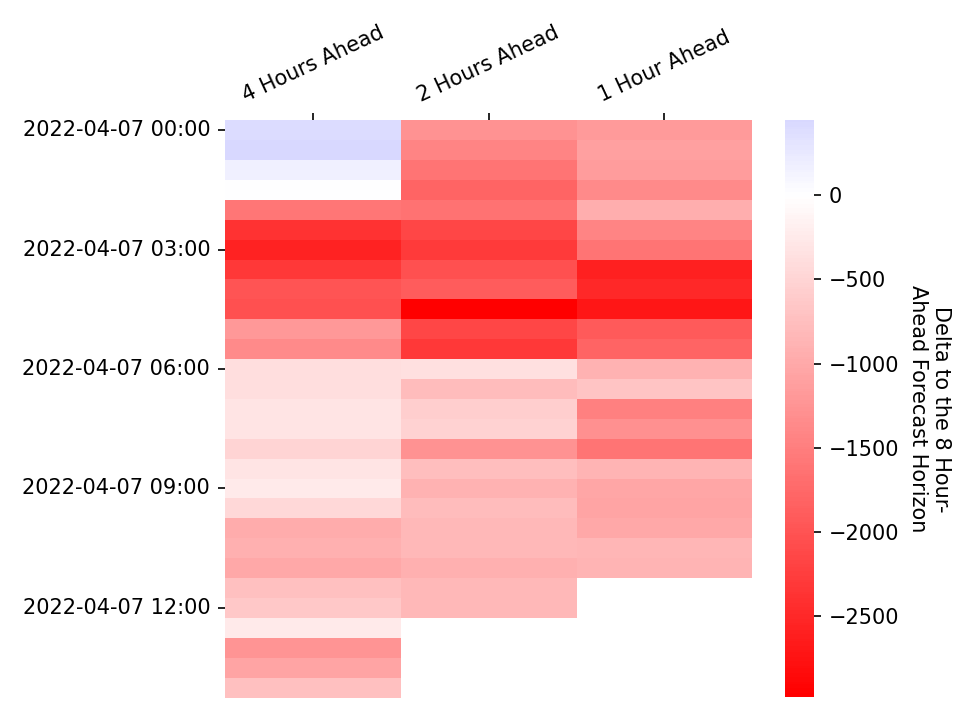 4 Hours Ahead
2 Hours Ahead
1 Hour Ahead
2022-04-07 00:00
2022-04-07 03:00
2022-04-07 06:00
2022-04-07 09:00
2022-04-07 12:00
0
−500
−1000
−1500
−2000
−2500
Delta to the 8 Hour-
Ahead Forecast Horizon